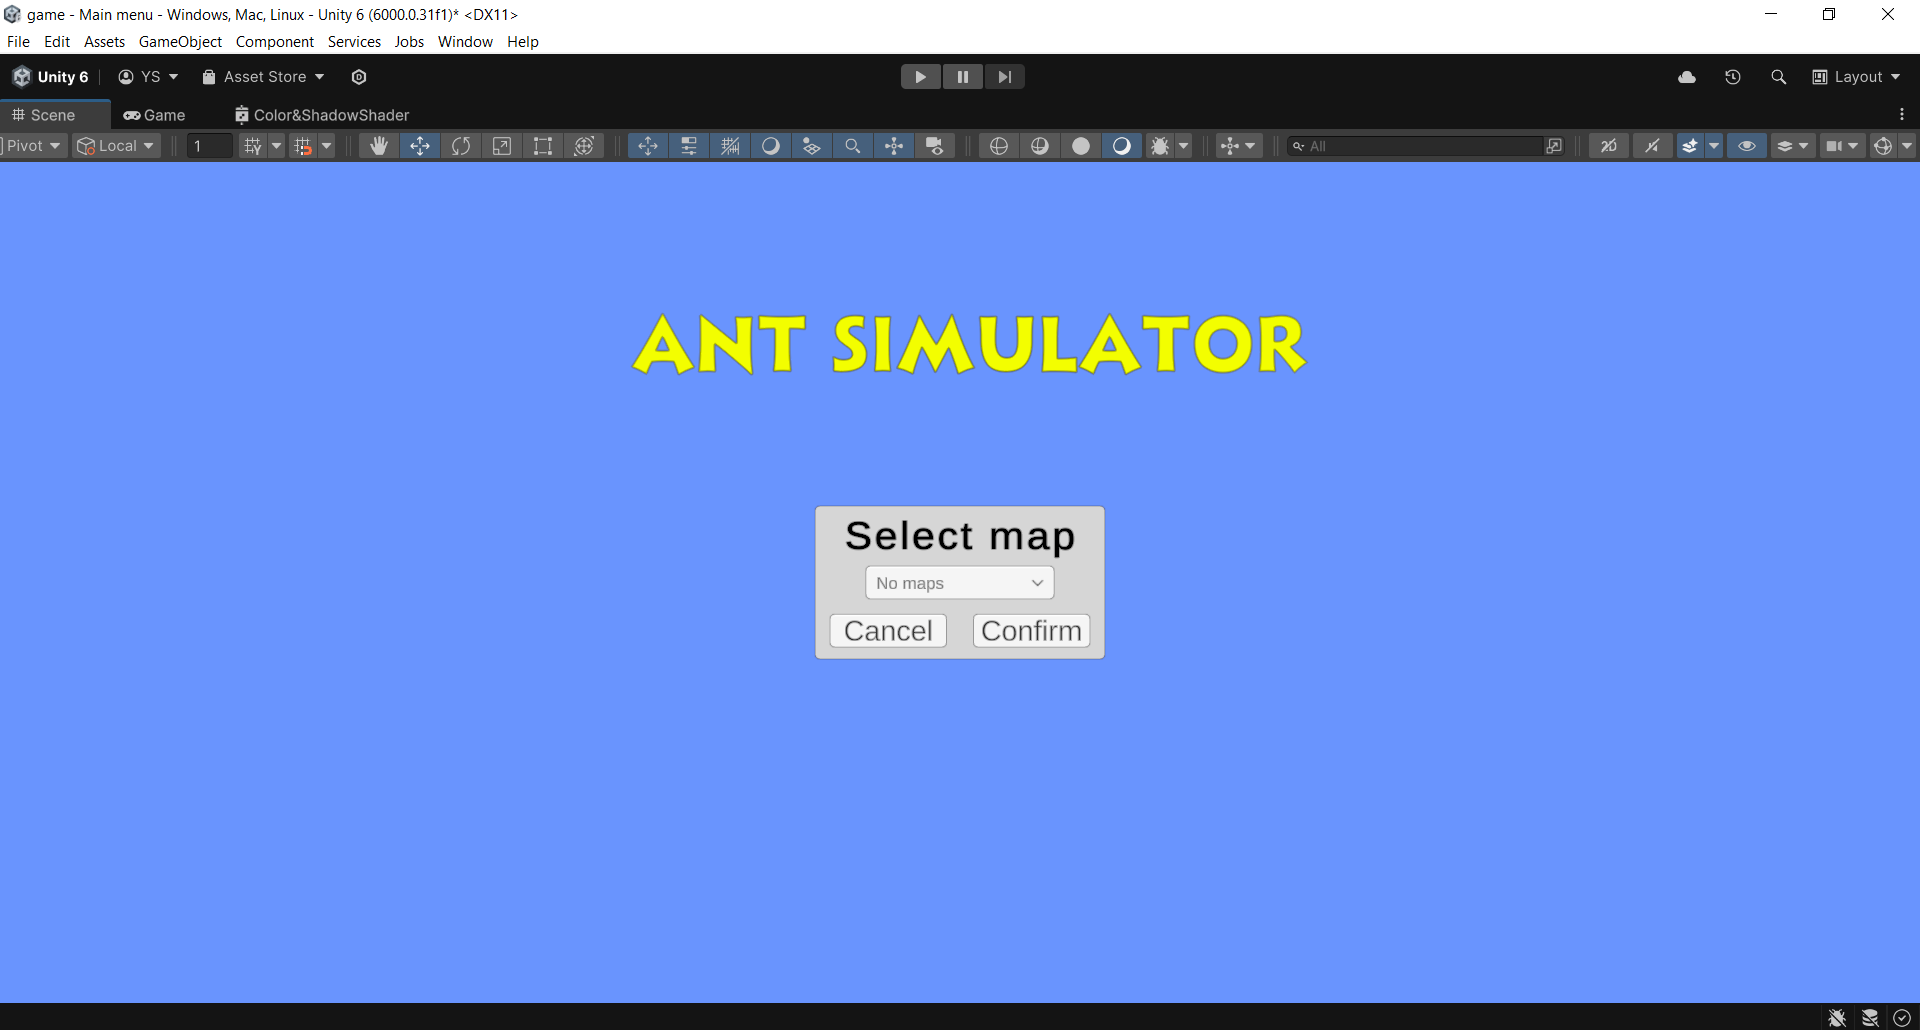 game - Main menu - Windows, Mac, Linux - Unity 6 (6000.0.31f1)* <DX11>
File Edit Assets GameObject Component Services Jobs Window Help
Unity 6 YS Asset Store Layout
Scene Game Color&ShadowShader
Pivot Local 1 All 2D
ANT SIMULATOR
Select map
No maps
Cancel Confirm